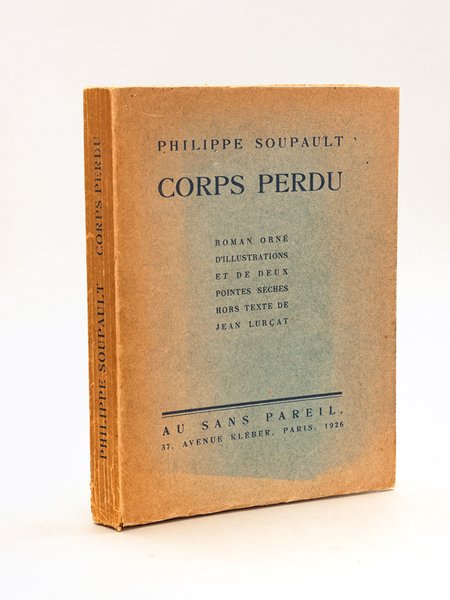 PHILIPPE SOUPAULT
CORPS PERDU
ROMAN ORNÉ
D'ILLUSTRATIONS
ET DE DEUX
POINTES SÈCHES
HORS TEXTE DE
JEAN LURÇAT
AU SANS PAREIL.
37, AVENUE KLÉBER, PARIS, 1926
PHILIPPE SOUPAULT CORPS PERDU